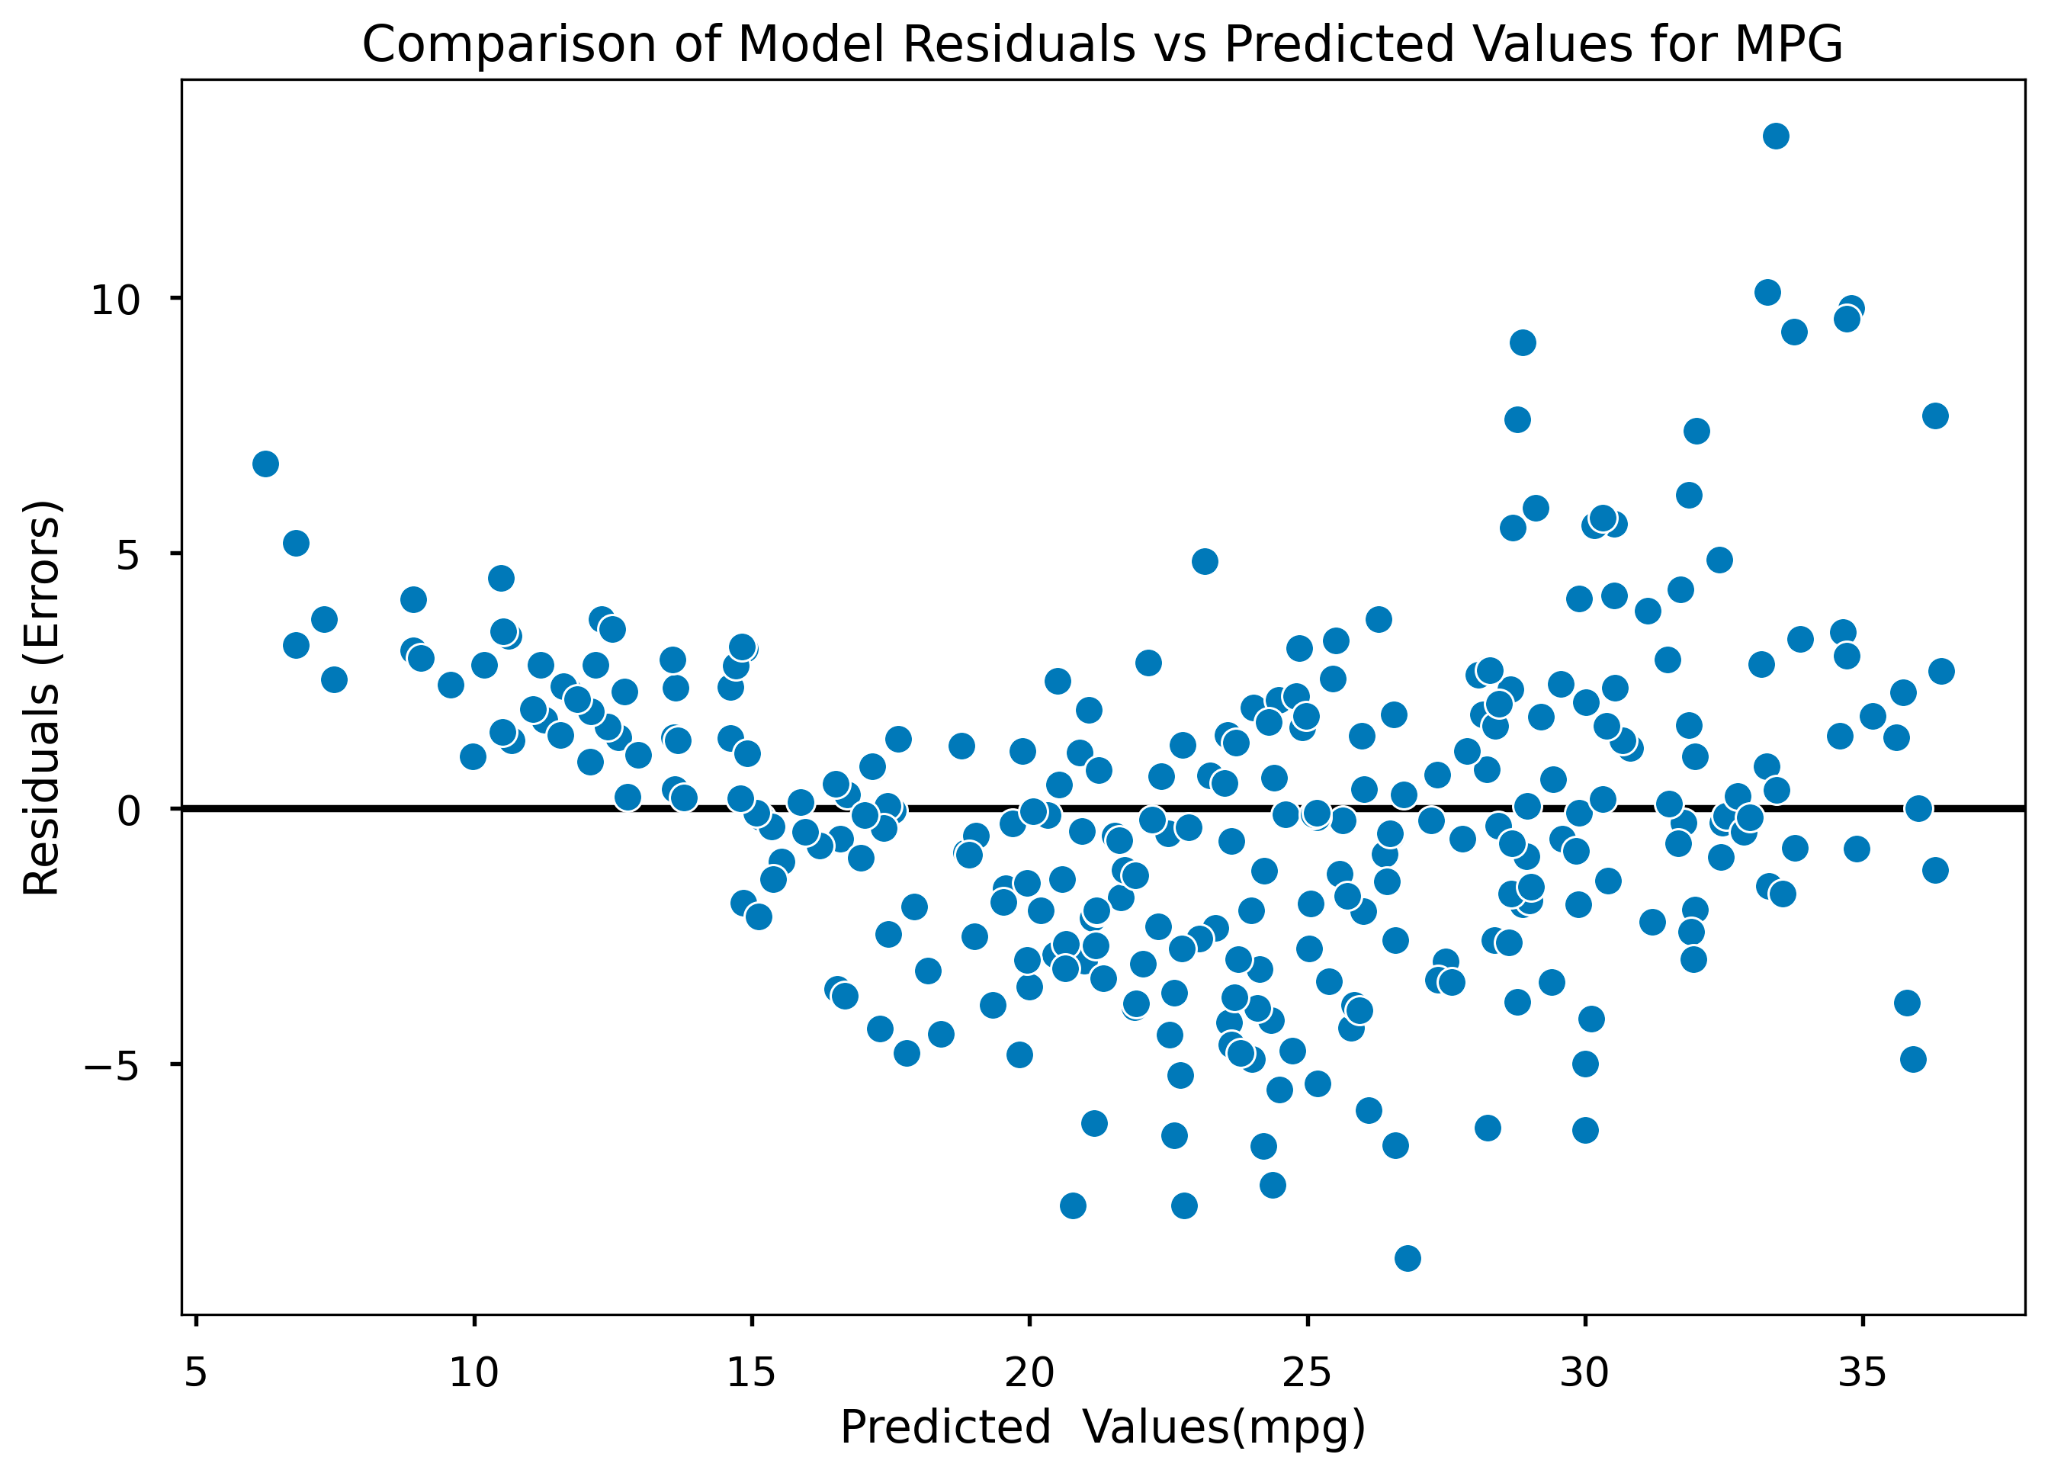 Comparison of Model Residuals vs Predicted Values for MPG
Residuals (Errors)
10
5
0
−5
5 10 15 20 25 30 35
Predicted  Values(mpg)